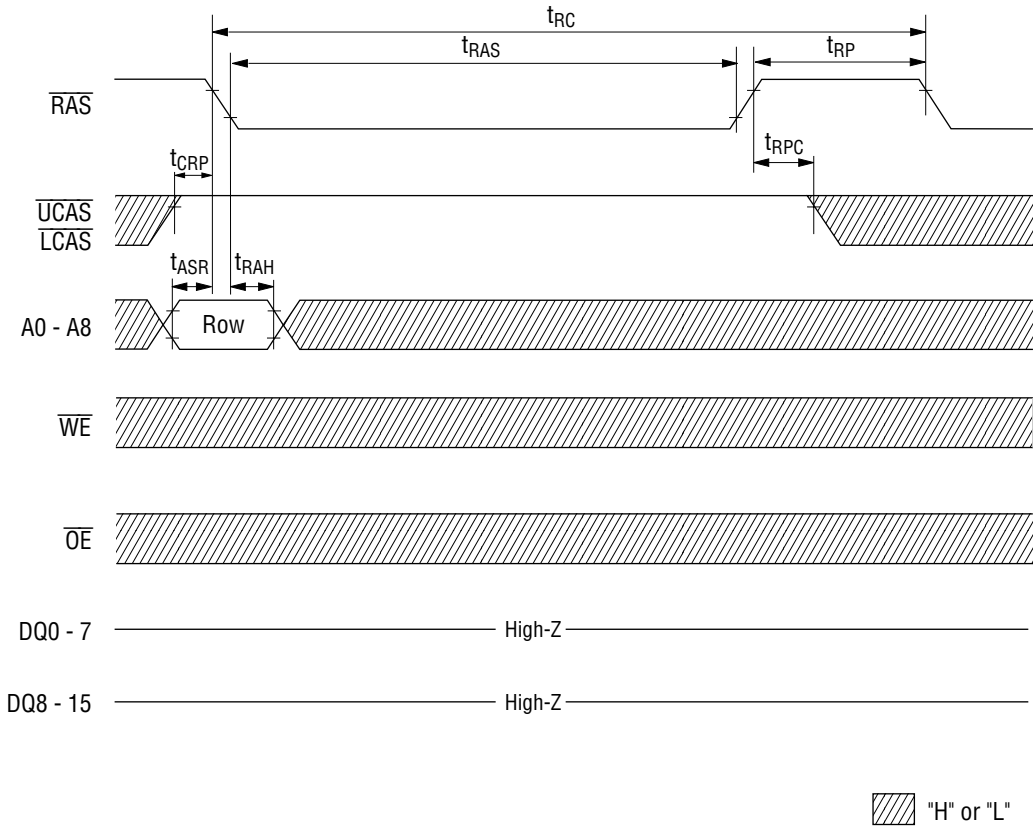 tRC
tRAS
tRP
RAS
tRPC
tCRP
UCAS
LCAS
tASR
tRAH
A0 - A8
Row
WE
OE
DQ0 - 7
High-Z
DQ8 - 15
High-Z
"H" or "L"